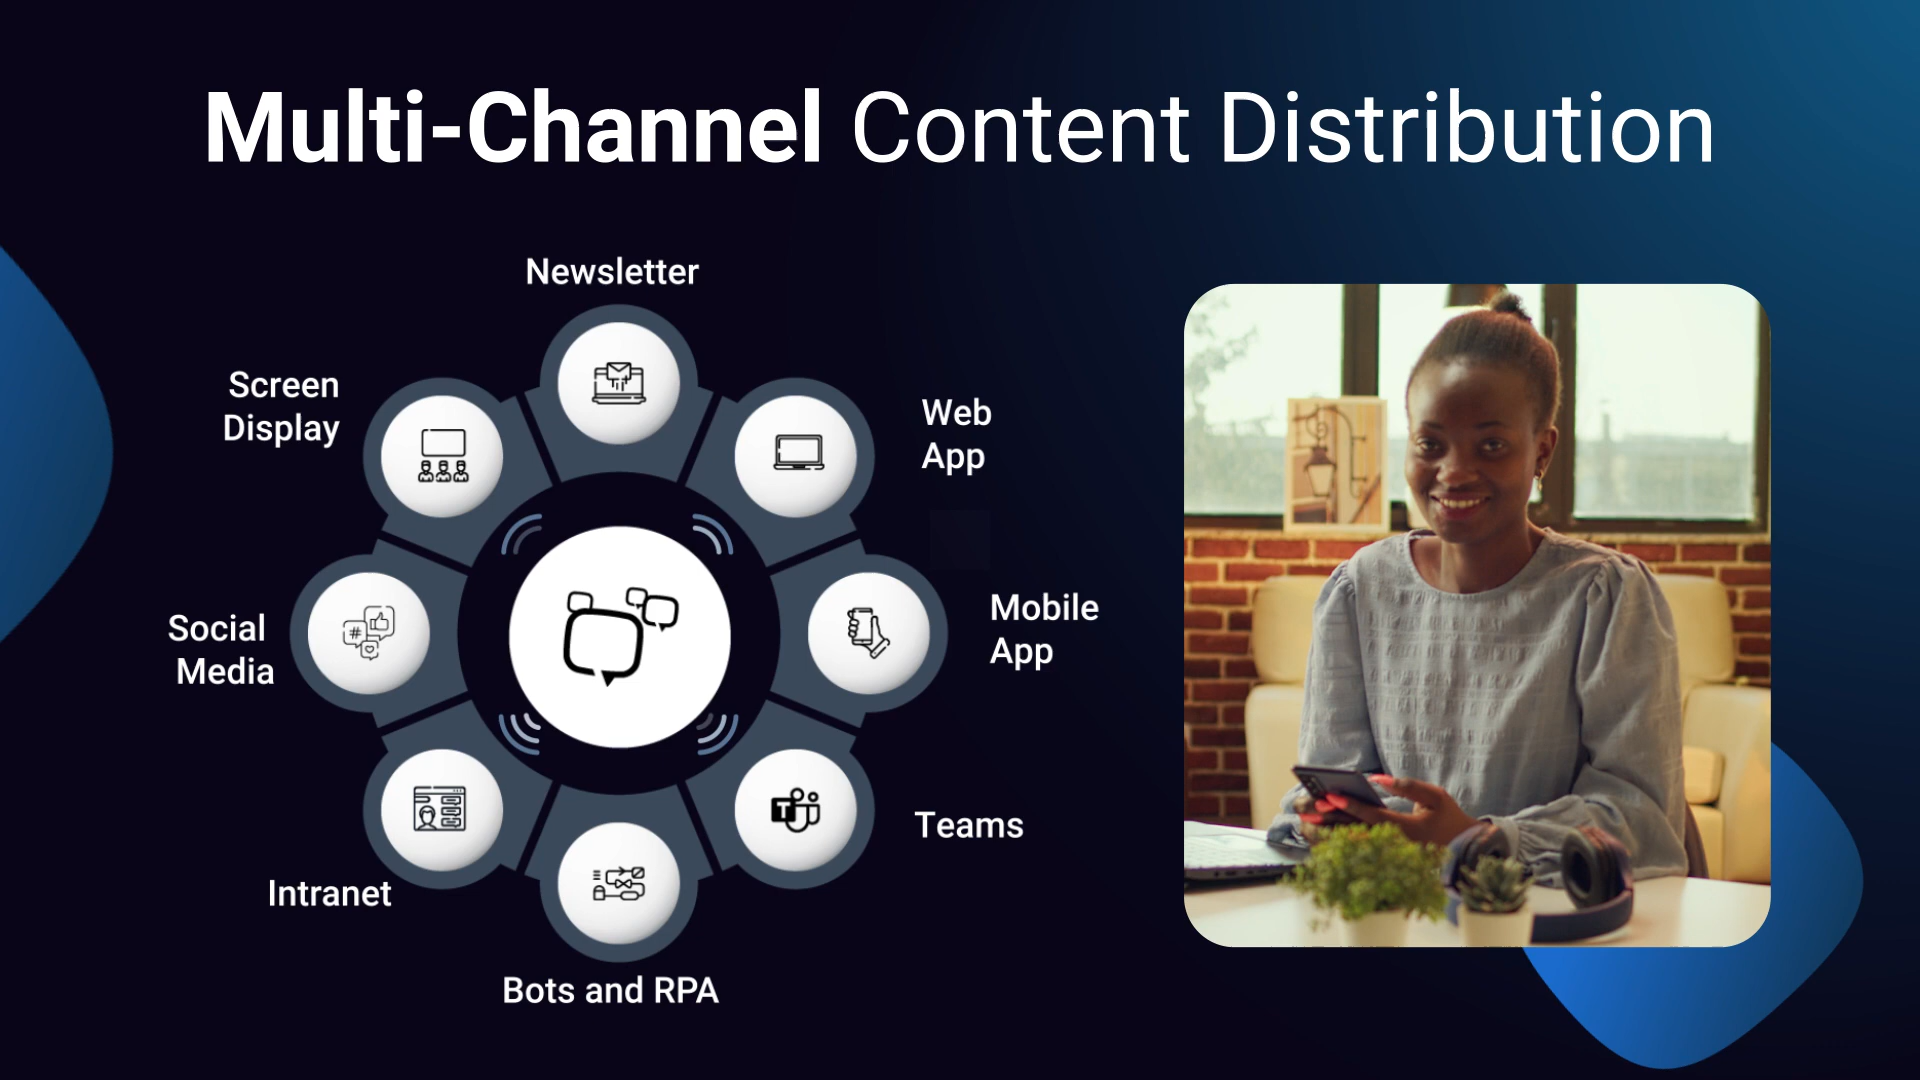 Multi-Channel Content Distribution
Newsletter
Screen
Display
Web
App
Social
Media
Mobile
App
#
T
Teams
Intranet
Bots and RPA